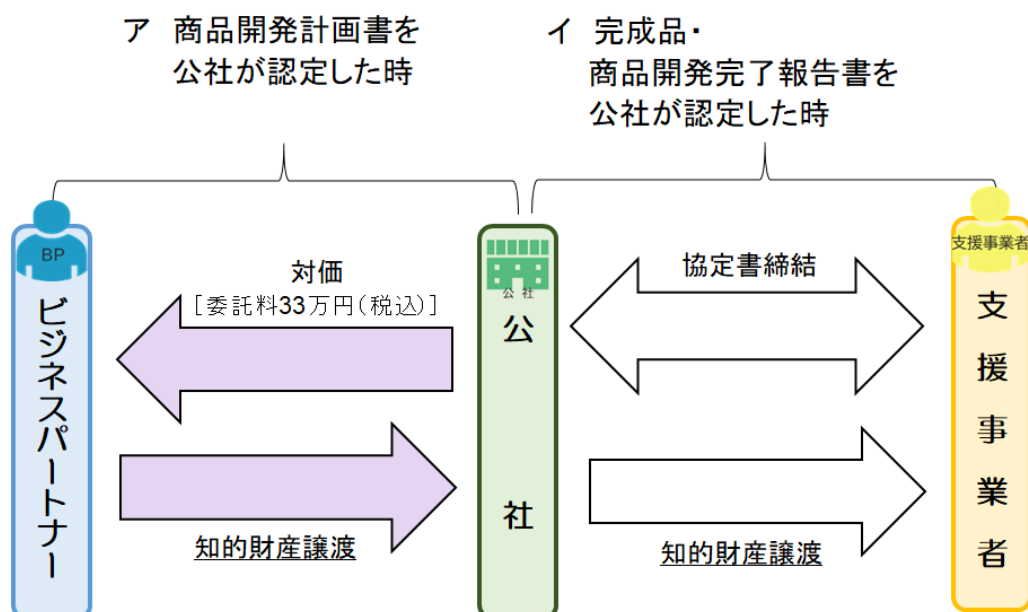 ア 商品開発計画書を
公社が認定した時
イ 完成品・
商品開発完了報告書を
公社が認定した時
BP
ビジネスパートナー
対価
[委託料33万円(税込)]
知的財産譲渡
公社
公社
協定書締結
知的財産譲渡
支援事業者
支援事業者